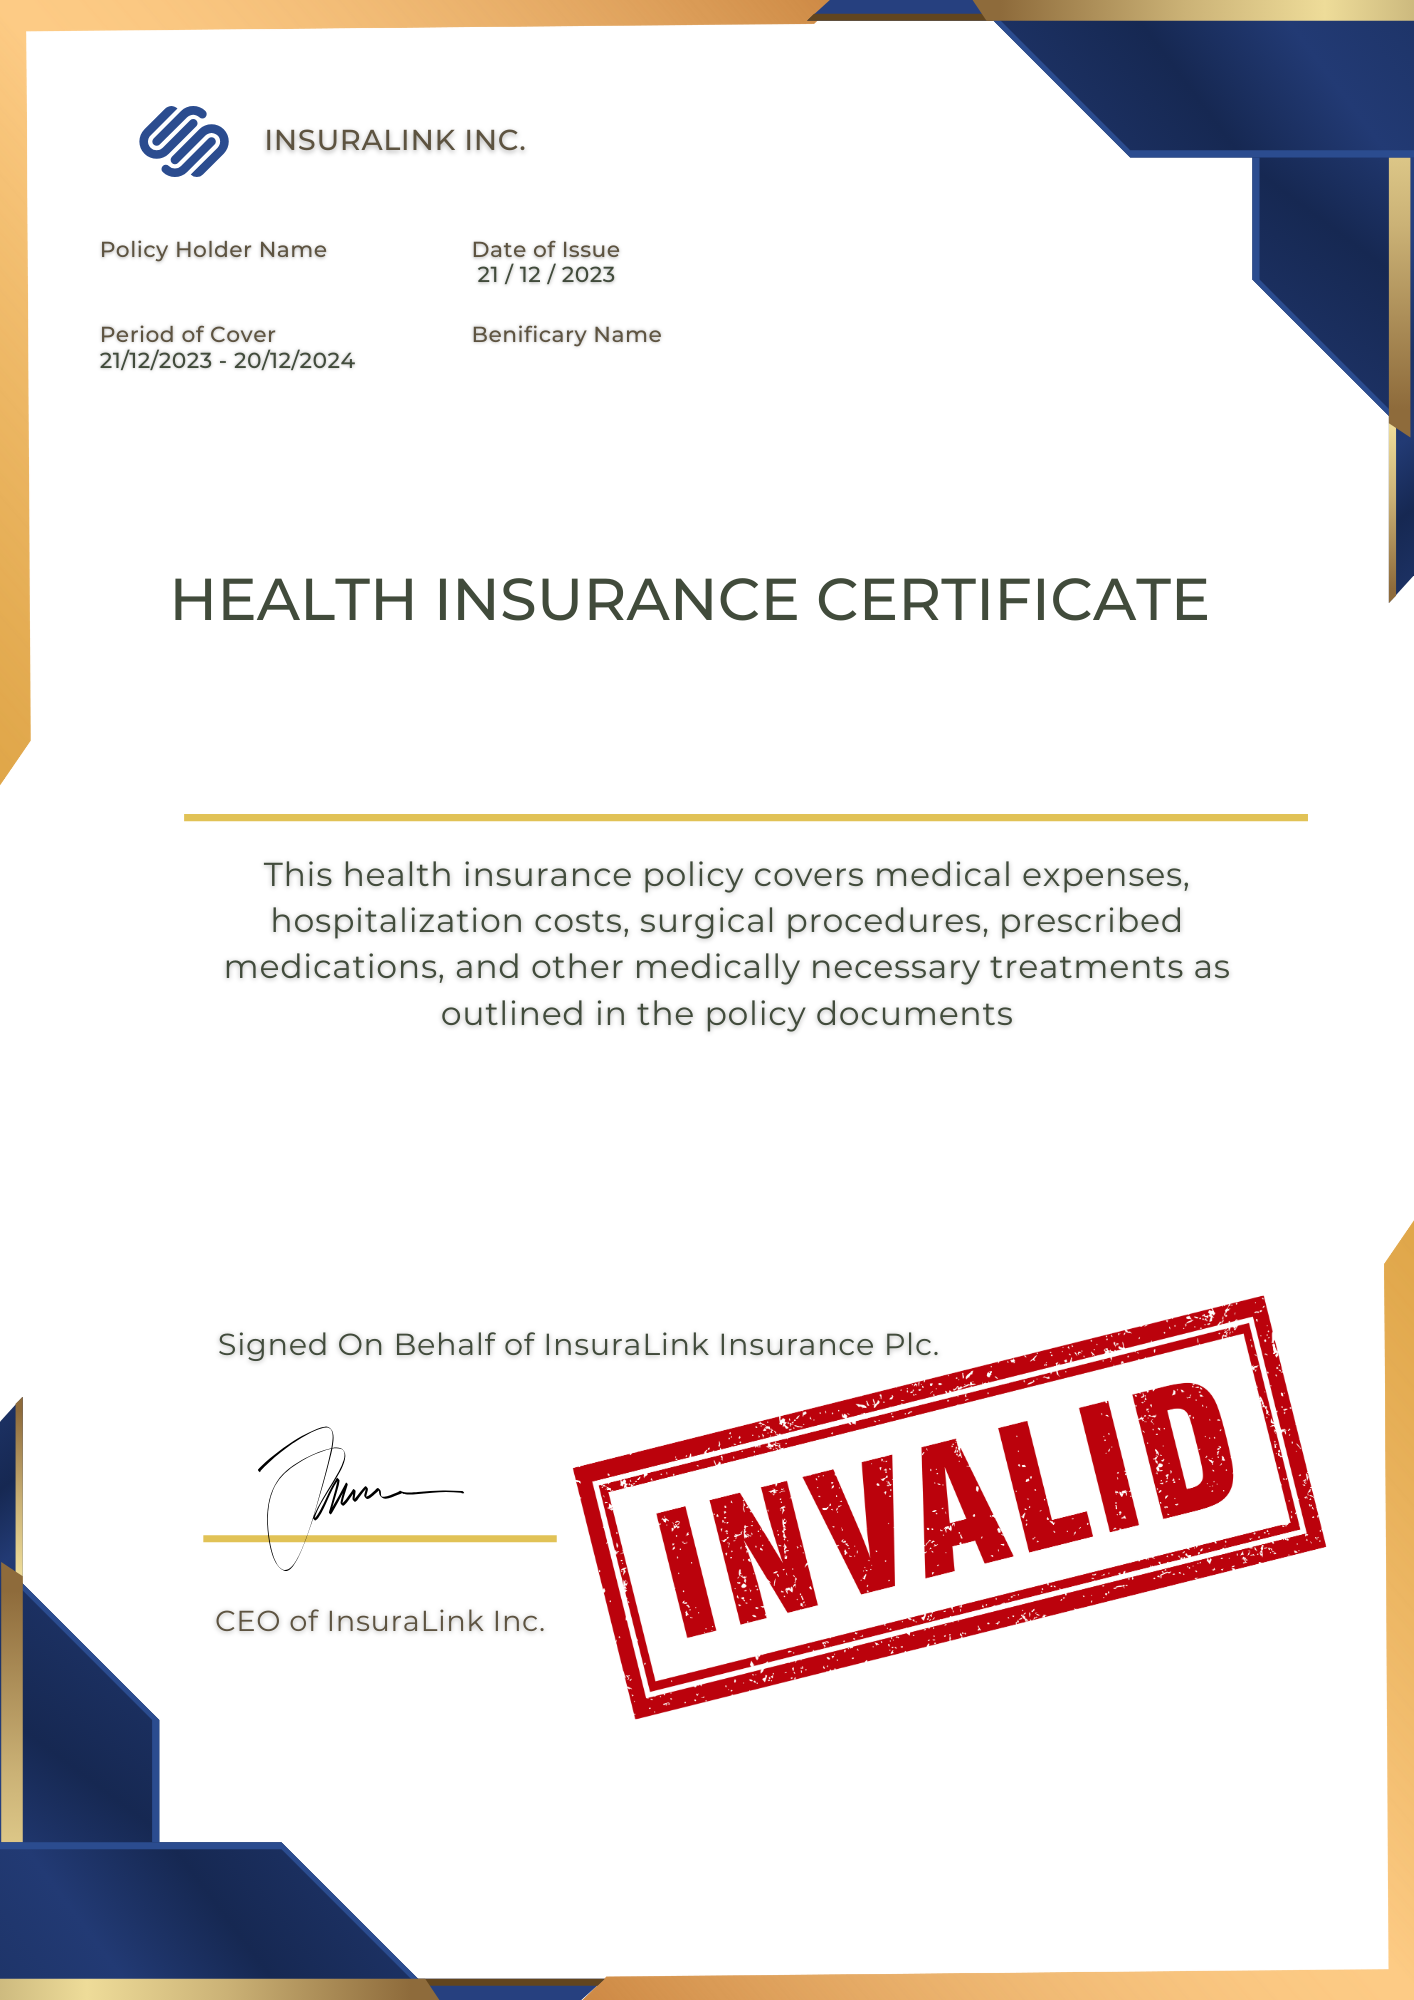 INSURALINK INC.
Policy Holder Name
Date of Issue
21 / 12 / 2023
Period of Cover
21/12/2023 - 20/12/2024
Benificary Name
HEALTH INSURANCE CERTIFICATE
This health insurance policy covers medical expenses,
hospitalization costs, surgical procedures, prescribed
medications, and other medically necessary treatments as
outlined in the policy documents
Signed On Behalf of InsuraLink Insurance Plc.
INVALID
CEO of InsuraLink Inc.